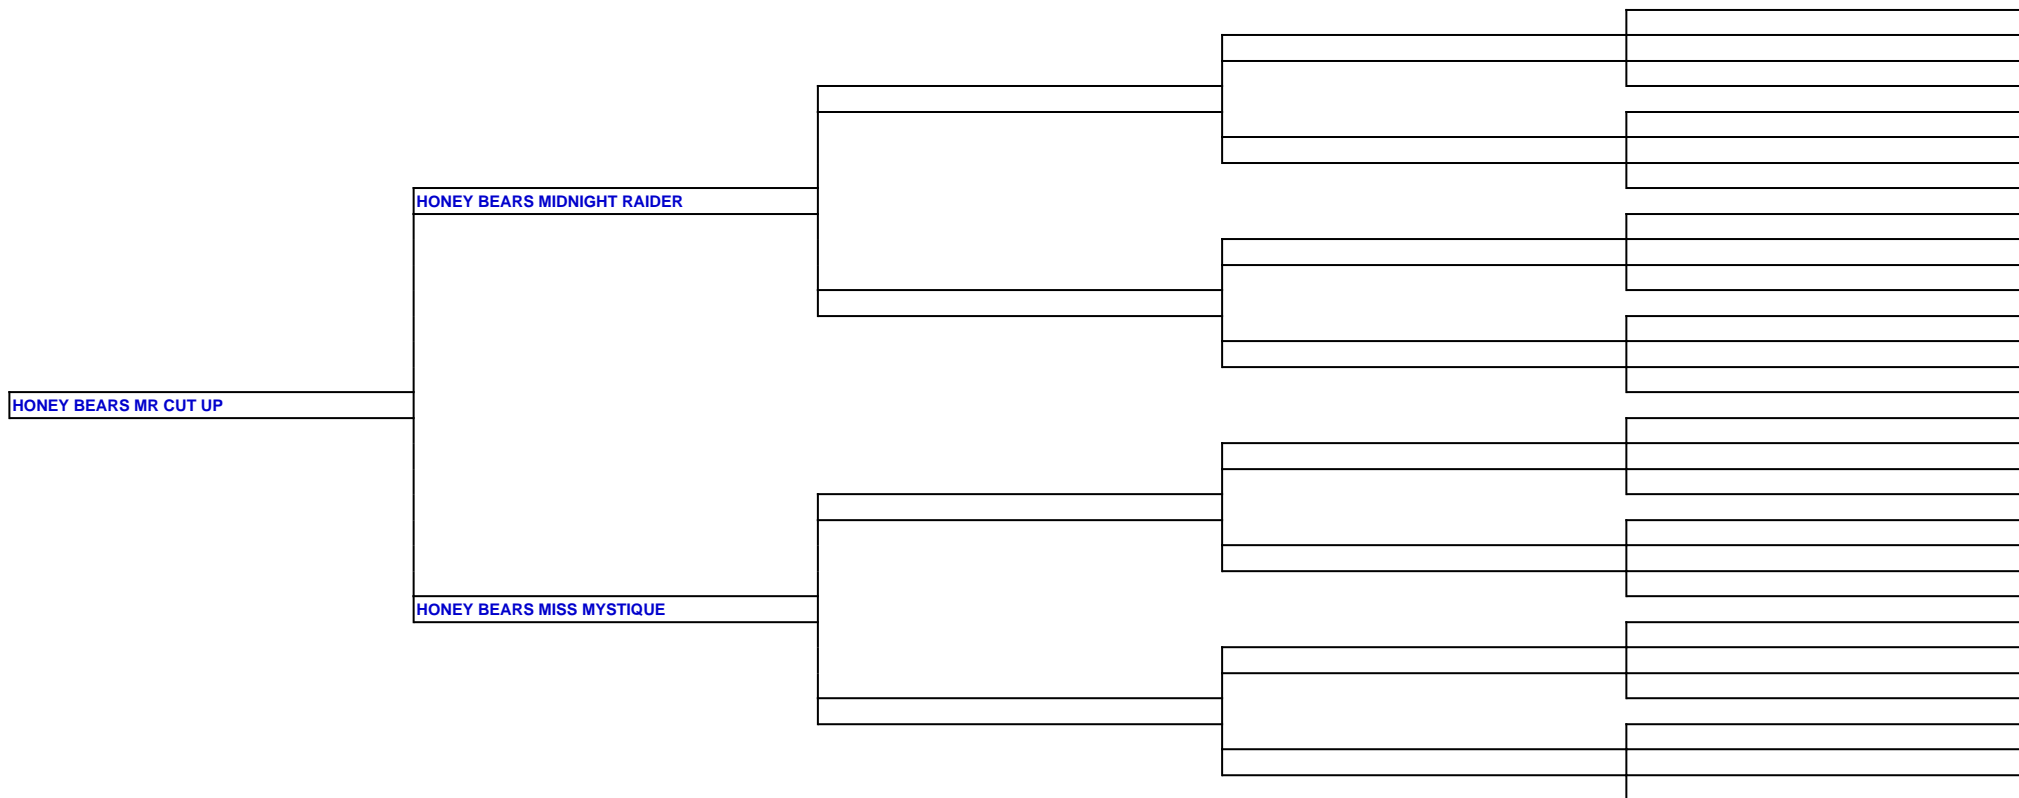 HONEY BEARS MIDNIGHT RAIDER
HONEY BEARS MR CUT UP
HONEY BEARS MISS MYSTIQUE